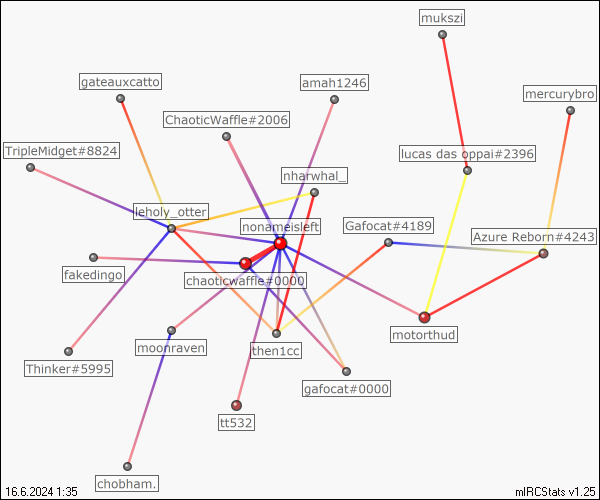 mukszi
gateauxcatto
amah1246
mercurybro
ChaoticWaffle#2006
TripleMidget#8824
lucas das oppai#2396
nharwhal_
leholy_otter
nonameisleft
Gafocat#4189
Azure Reborn#4243
fakedingo
chaoticwaffle#0000
motorthud
moonraven
then1cc
Thinker#5995
gafocat#0000
tt532
chobham.
16.6.2024 1:35
mIRCStats v1.25